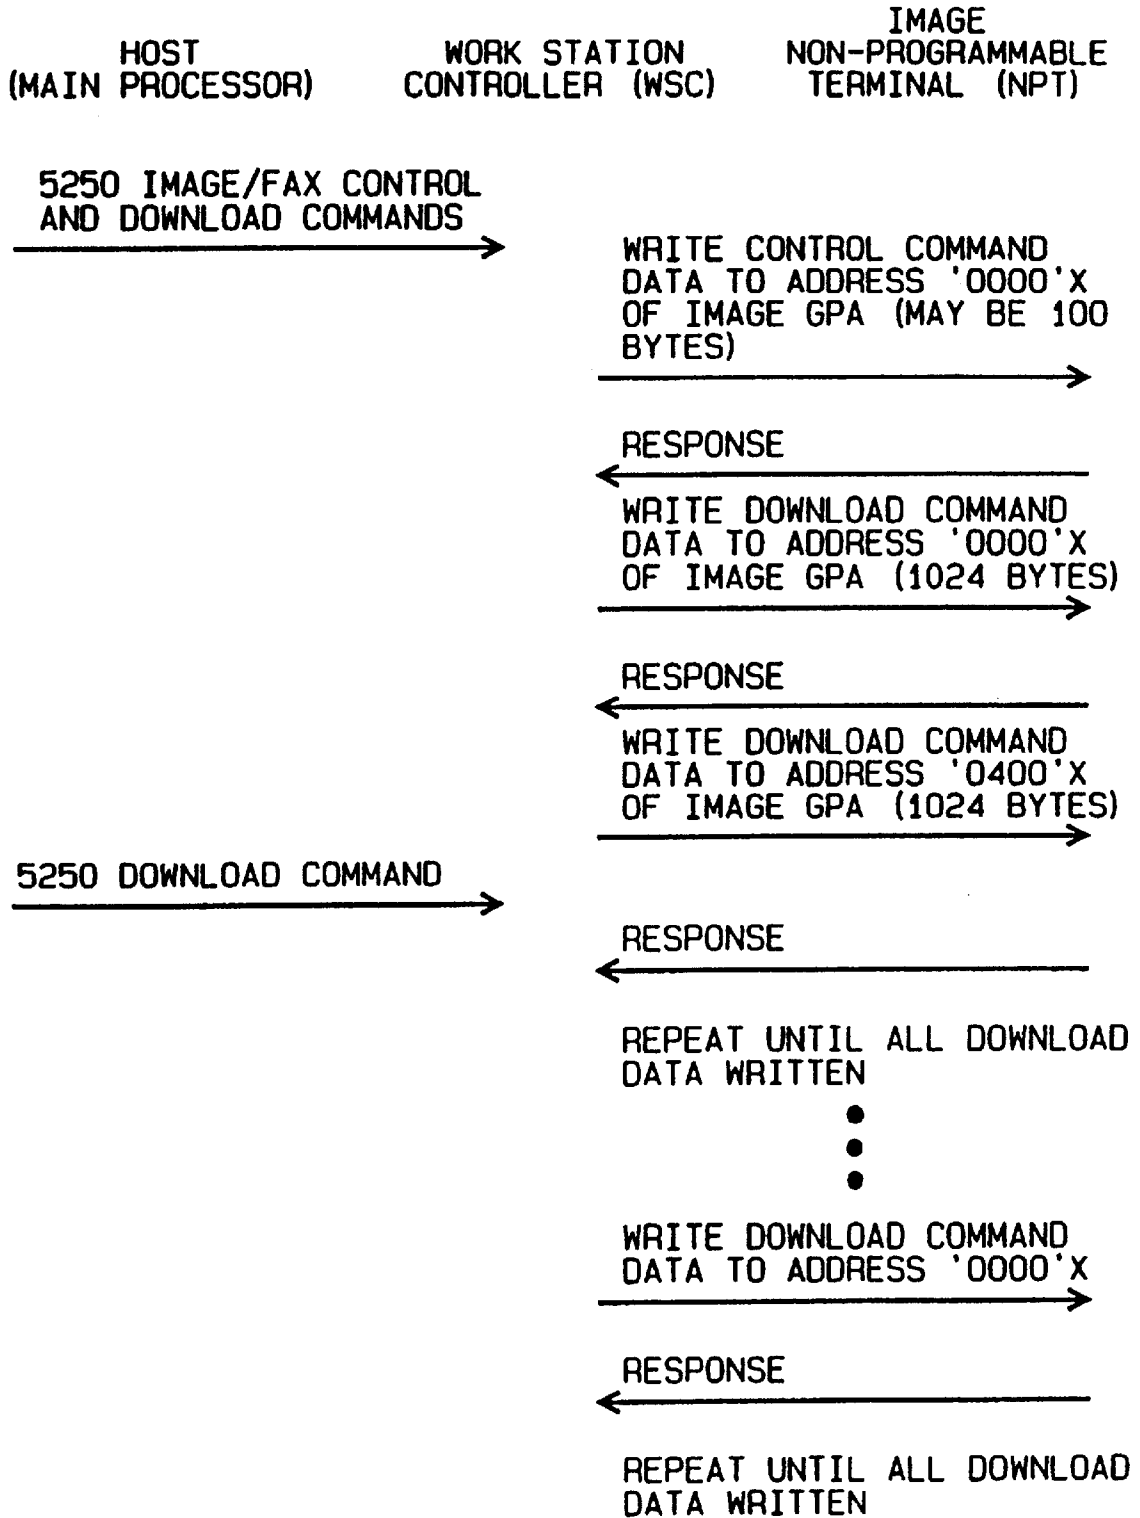 HOST
(MAIN PROCESSOR)
WORK STATION
CONTROLLER (WSC)
IMAGE
NON-PROGRAMMABLE
TERMINAL (NPT)
5250 IMAGE/FAX CONTROL
AND DOWNLOAD COMMANDS
WRITE CONTROL COMMAND
DATA TO ADDRESS '0000'X
OF IMAGE GPA (MAY BE 100
BYTES)
RESPONSE
WRITE DOWNLOAD COMMAND
DATA TO ADDRESS '0000'X
OF IMAGE GPA (1024 BYTES)
RESPONSE
WRITE DOWNLOAD COMMAND
DATA TO ADDRESS '0400'X
OF IMAGE GPA (1024 BYTES)
5250 DOWNLOAD COMMAND
RESPONSE
REPEAT UNTIL ALL DOWNLOAD
DATA WRITTEN
WRITE DOWNLOAD COMMAND
DATA TO ADDRESS '0000'X
RESPONSE
REPEAT UNTIL ALL DOWNLOAD
DATA WRITTEN